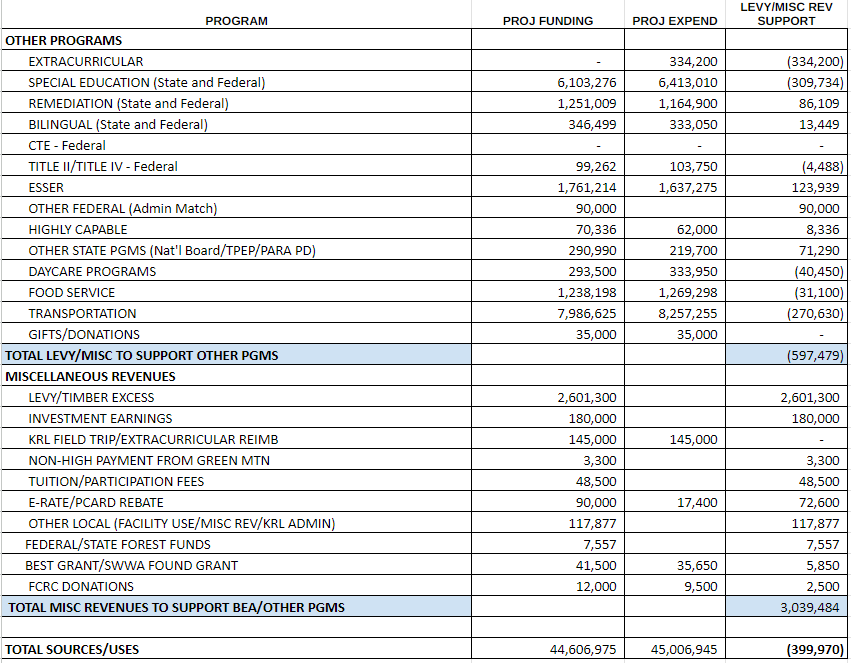 LEVY/MISC REV
PROGRAM PROJ FUNDING PROJ EXPEND SUPPORT
OTHER PROGRAMS
EXTRACURRICULAR - 334,200 (334,200)
SPECIAL EDUCATION (State and Federal) 6,103,276 6,413,010 (309,734)
REMEDIATION (State and Federal) 1,251,009 1,164,900 86,109
BILINGUAL (State and Federal) 346,499 333,050 13,449
CTE - Federal - - -
TITLE II/TITLE IV - Federal 99,262 103,750 (4,488)
ESSER 1,761,214 1,637,275 123,939
OTHER FEDERAL (Admin Match) 90,000 90,000
HIGHLY CAPABLE 70,336 62,000 8,336
OTHER STATE PGMS (Nat'l Board/TPEP/PARA PD) 290,990 219,700 71,290
DAYCARE PROGRAMS 293,500 333,950 (40,450)
FOOD SERVICE 1,238,198 1,269,298 (31,100)
TRANSPORTATION 7,986,625 8,257,255 (270,630)
GIFTS/DONATIONS 35,000 35,000 -
TOTAL LEVY/MISC TO SUPPORT OTHER PGMS (597,479)
MISCELLANEOUS REVENUES
LEVY/TIMBER EXCESS 2,601,300 2,601,300
INVESTMENT EARNINGS 180,000 180,000
KRL FIELD TRIP/EXTRACURRICULAR REIMB 145,000 145,000 -
NON-HIGH PAYMENT FROM GREEN MTN 3,300 3,300
TUITION/PARTICIPATION FEES 48,500 48,500
E-RATE/PCARD REBATE 90,000 17,400 72,600
OTHER LOCAL (FACILITY USE/MISC REV/KRL ADMIN) 117,877 117,877
FEDERAL/STATE FOREST FUNDS 7,557 7,557
BEST GRANT/SWWA FOUND GRANT 41,500 35,650 5,850
FCRC DONATIONS 12,000 9,500 2,500
TOTAL MISC REVENUES TO SUPPORT BEA/OTHER PGMS 3,039,484
TOTAL SOURCES/USES 44,606,975 45,006,945 (399,970)